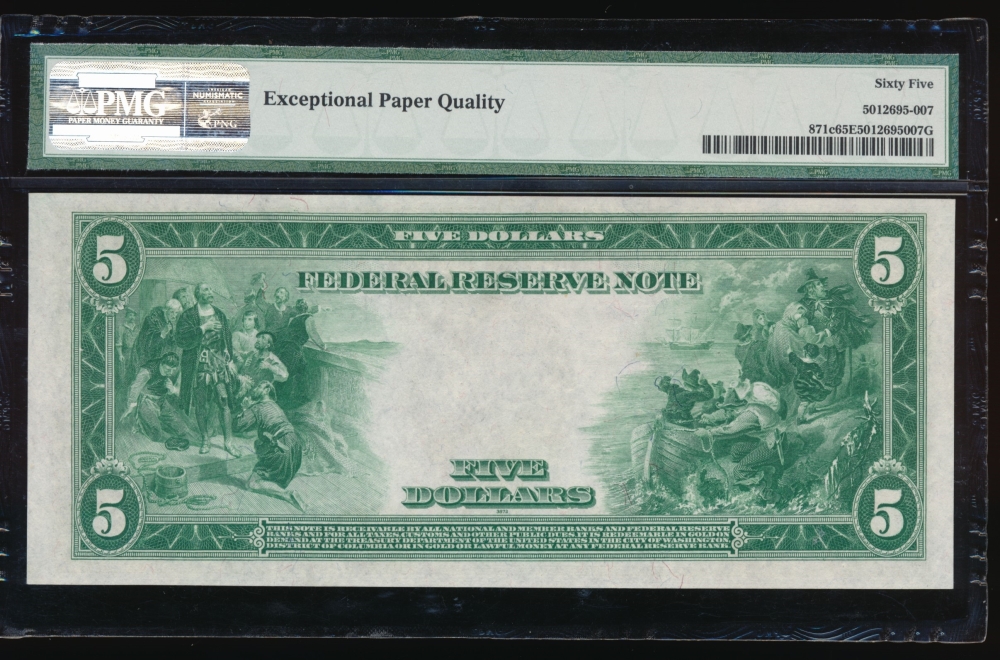 PMG
PAPER MONEY GUARANTY
AMERICAN
NUMISMATIC
ASSOCIATION
PNG
Exceptional Paper Quality
Sixty Five
5012695-007
871c65E5012695007G
5 FIVE DOLLARS 5
FEDERAL RESERVE NOTE
FIVE
DOLLARS
5 5
THIS NOTE IS RECEIVABLE BY ALL NATIONAL AND MEMBER BANKS AND FEDERAL RESERVE
BANKS AND FOR ALL TAXES, CUSTOMS AND OTHER PUBLIC DUES. IT IS REDEEMABLE IN GOLD ON
DEMAND AT THE TREASURY DEPARTMENT OF THE UNITED STATES IN THE CITY OF WASHINGTON
DISTRICT OF COLUMBIA OR IN GOLD OR LAWFUL MONEY AT ANY FEDERAL RESERVE BANK.